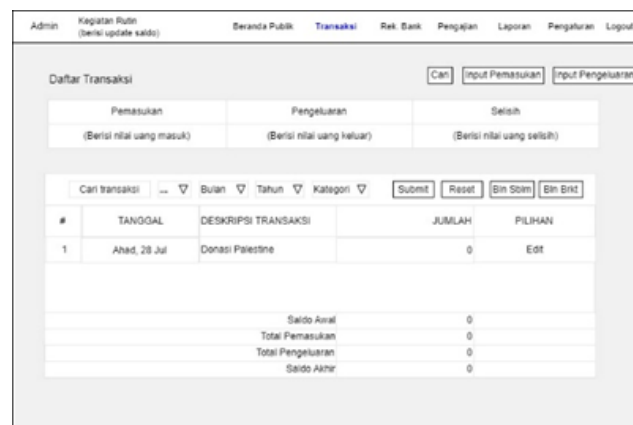 Admin Kegiatan Rutin (berisi update saldo) Beranda Publik Transaksi Rek. Bank Pengajian Laporan Pengaturan Logout
Daftar Transaksi Cari Input Pemasukan Input Pengeluaran
Pemasukan Pengeluaran Selisih
(Berisi nilai uang masuk) (Berisi nilai uang keluar) (Berisi nilai uang selisih)
Cari transaksi ... Bulan Tahun Kategori Submit Reset Bln Sblm Bln Brkt
# TANGGAL DESKRIPSI TRANSAKSI JUMLAH PILIHAN
1 Ahad, 28 Jul Donasi Palestine 0 Edit
Saldo Awal 0
Total Pemasukan 0
Total Pengeluaran 0
Saldo Akhir 0